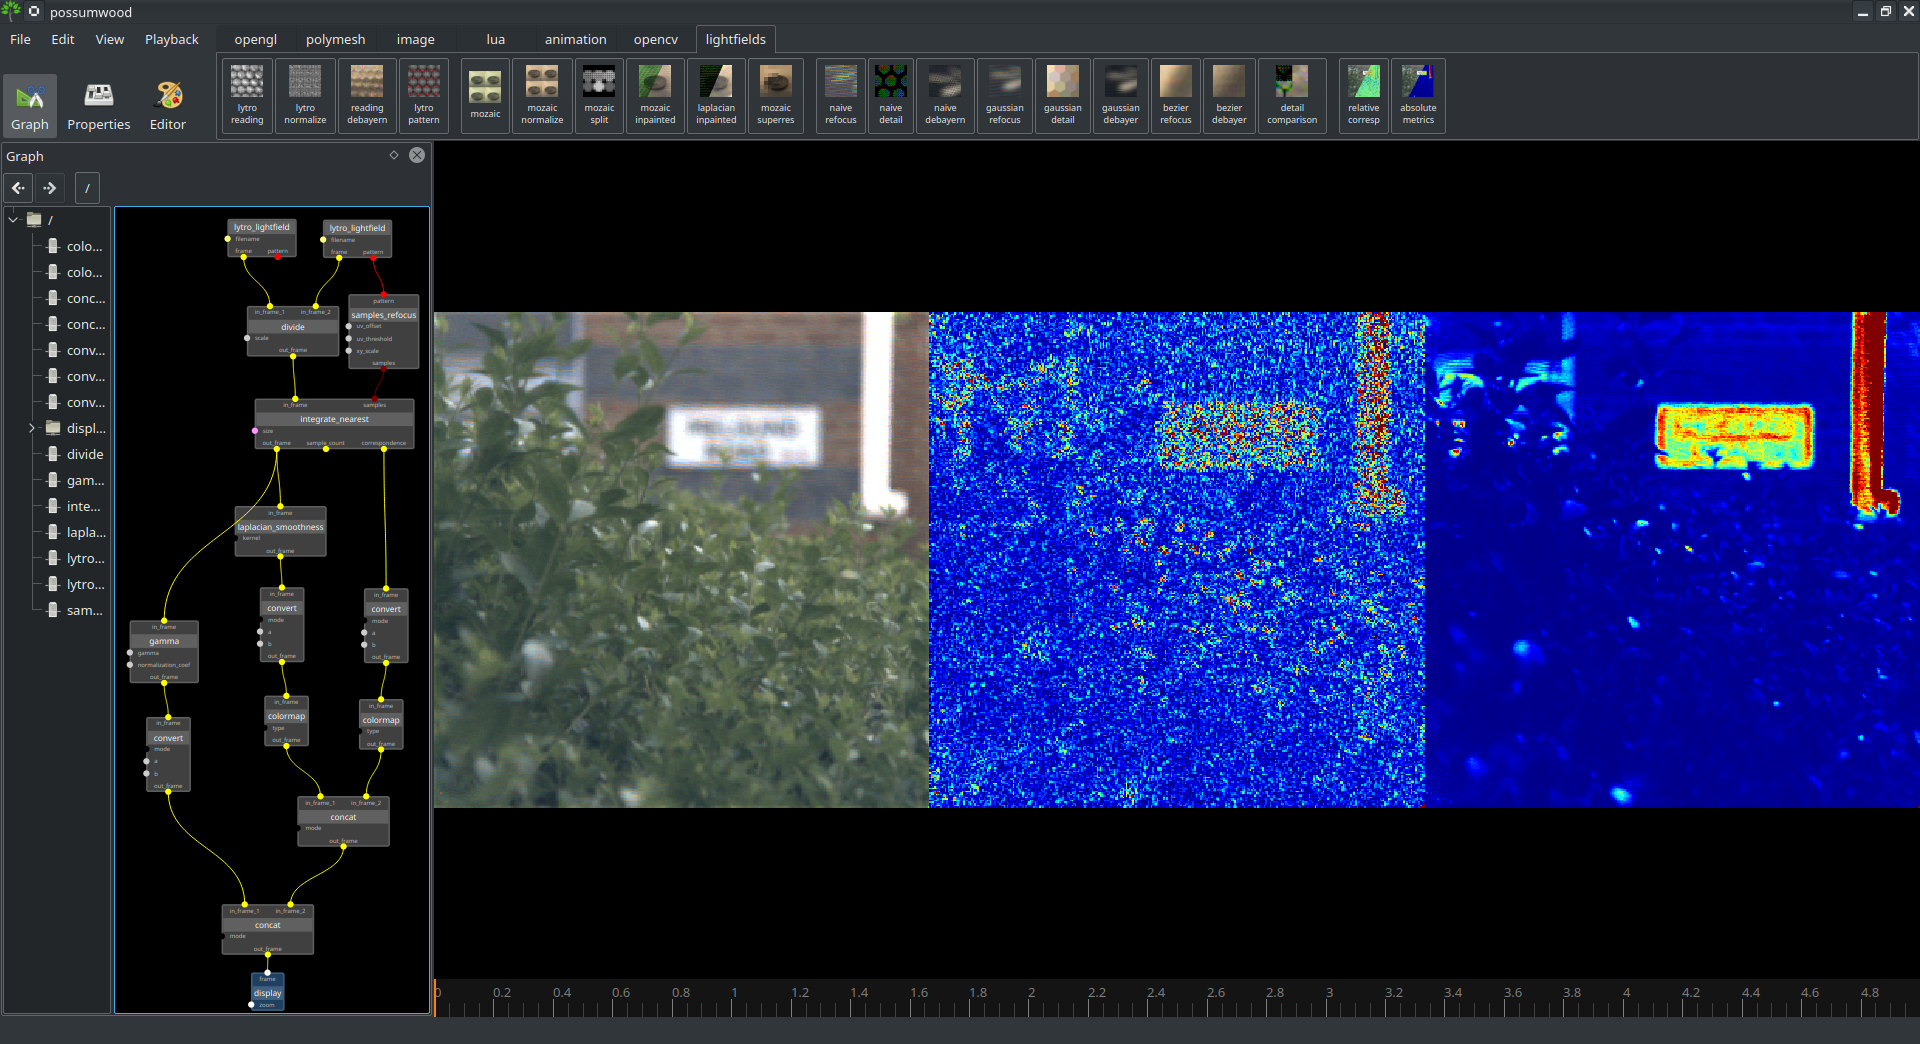 possumwood
File Edit View Playback
opengl polymesh image lua animation opencv lightfields
Graph Properties Editor
lytro reading
lytro normalize
reading debayern
lytro pattern
mozaic
mozaic normalize
mozaic split
mozaic inpainted
laplacian inpainted
mozaic superres
naive refocus
naive detail
naive debayern
gaussian refocus
gaussian detail
gaussian debayer
bezier refocus
bezier debayer
detail comparison
relative corresp
absolute metrics
Graph
/
/
colo...
colo...
conc...
conc...
conv...
conv...
conv...
displ...
divide
gam...
inte...
lapla...
lytro...
lytro...
sam...
lytro_lightfield
filename
frame pattern
lytro_lightfield
filename
frame pattern
in_frame_1 in_frame_2
divide
scale
out_frame
pattern
samples_refocus
uv_offset
uv_threshold
xy_scale
samples
in_frame samples
integrate_nearest
size
out_frame sample_count correspondence
in_frame
laplacian_smoothness
kernel
out_frame
in_frame
convert
mode
a
b
out_frame
in_frame
convert
mode
a
b
out_frame
in_frame
gamma
gamma
normalization_coef
out_frame
in_frame
colormap
type
out_frame
in_frame
colormap
type
out_frame
in_frame
convert
mode
a
b
out_frame
in_frame_1 in_frame_2
concat
mode
out_frame
in_frame_1 in_frame_2
concat
mode
out_frame
frame
display
zoom
0 0.2 0.4 0.6 0.8 1 1.2 1.4 1.6 1.8 2 2.2 2.4 2.6 2.8 3 3.2 3.4 3.6 3.8 4 4.2 4.4 4.6 4.8